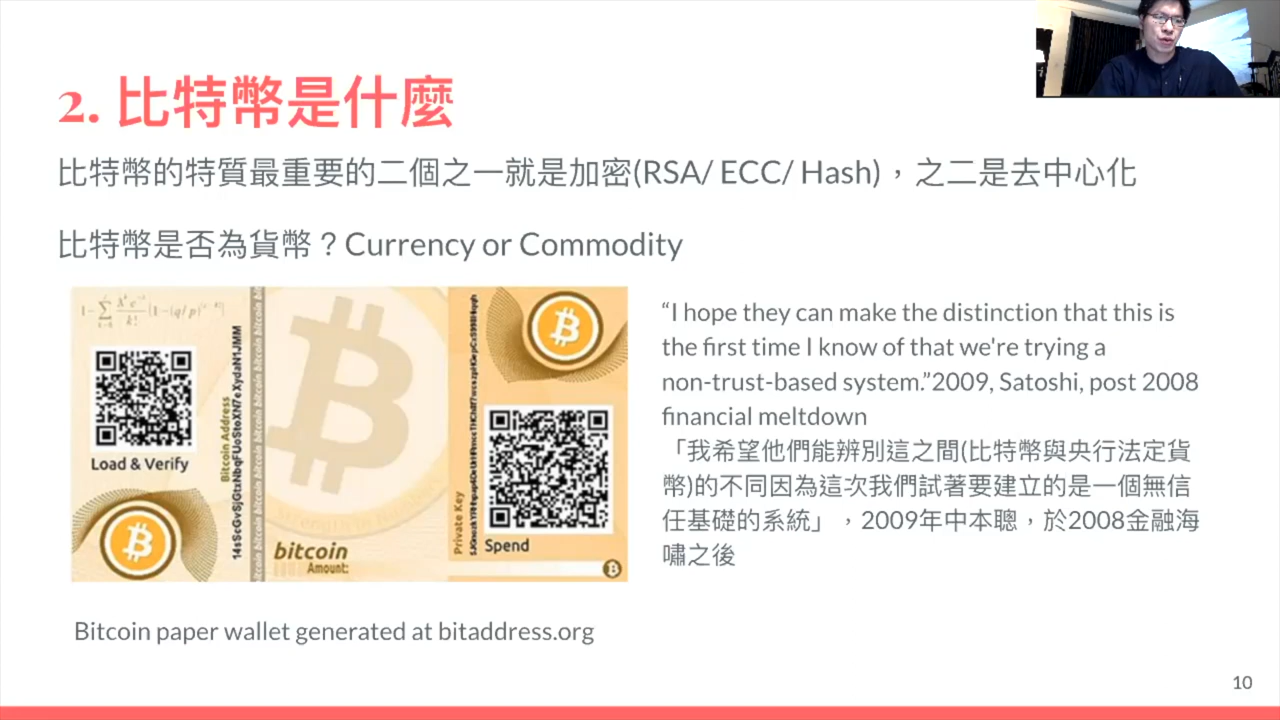 2. 比特幣是什麼
比特幣的特質最重要的二個之一就是加密(RSA/ ECC/ Hash)，之二是去中心化
比特幣是否為貨幣？Currency or Commodity
Load & Verify
Bitcoin Address
bitcoin
Amount:
Private Key
Spend
“I hope they can make the distinction that this is
the first time I know of that we're trying a
non-trust-based system.”2009, Satoshi, post 2008
financial meltdown
「我希望他們能辨別這之間(比特幣與央行法定貨
幣)的不同因為這次我們試著要建立的是一個無信
任基礎的系統」，2009年中本聰，於2008金融海
嘯之後
Bitcoin paper wallet generated at bitaddress.org
10